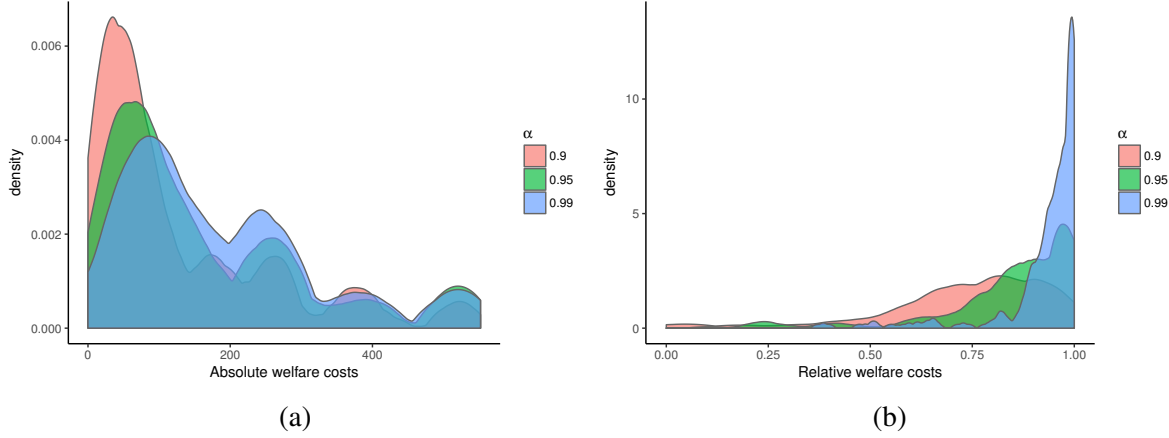 0.006
0.004
0.002
0.000
density
0
200
400
Absolute welfare costs
α
0.9
0.95
0.99
(a)
10
5
0
density
0.00
0.25
0.50
0.75
1.00
Relative welfare costs
α
0.9
0.95
0.99
(b)